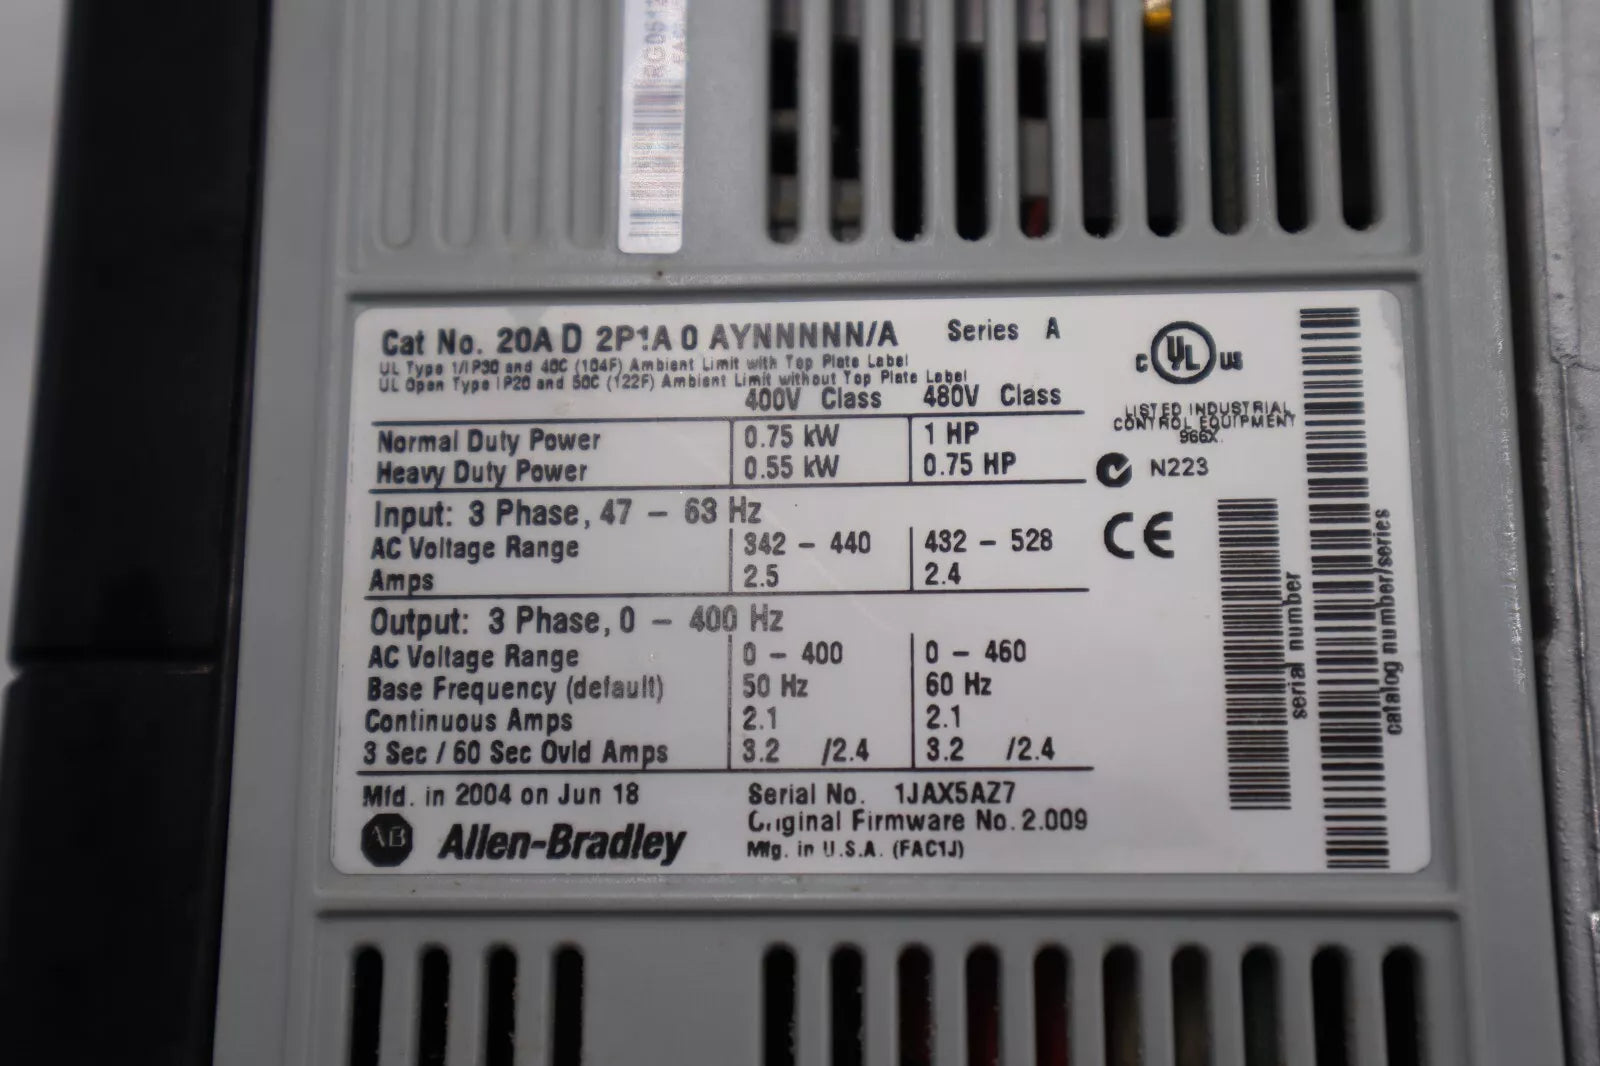 Cat No. 20A D 2P1A 0 AYNNNNN/A Series A
UL Type 1/IP30 and 40C (104F) Ambient Limit with Top Plate Label
UL Open Type IP20 and 50C (122F) Ambient Limit without Top Plate Label
400V Class 480V Class
Normal Duty Power 0.75 kW 1 HP
Heavy Duty Power 0.55 kW 0.75 HP
Input: 3 Phase, 47 – 63 Hz
AC Voltage Range 342 – 440 432 – 528
Amps 2.5 2.4
Output: 3 Phase, 0 – 400 Hz
AC Voltage Range 0 – 400 0 – 460
Base Frequency (default) 50 Hz 60 Hz
Continuous Amps 2.1 2.1
3 Sec / 60 Sec Ovld Amps 3.2 /2.4 3.2 /2.4
Mfd. in 2004 on Jun 18 Serial No. 1JAX5AZ7
Original Firmware No. 2.009
AB Allen-Bradley Mfg. in U.S.A. (FAC1J)
C UL US
LISTED INDUSTRIAL
CONTROL EQUIPMENT
966X
N223
CE
serial number
catalog number/series